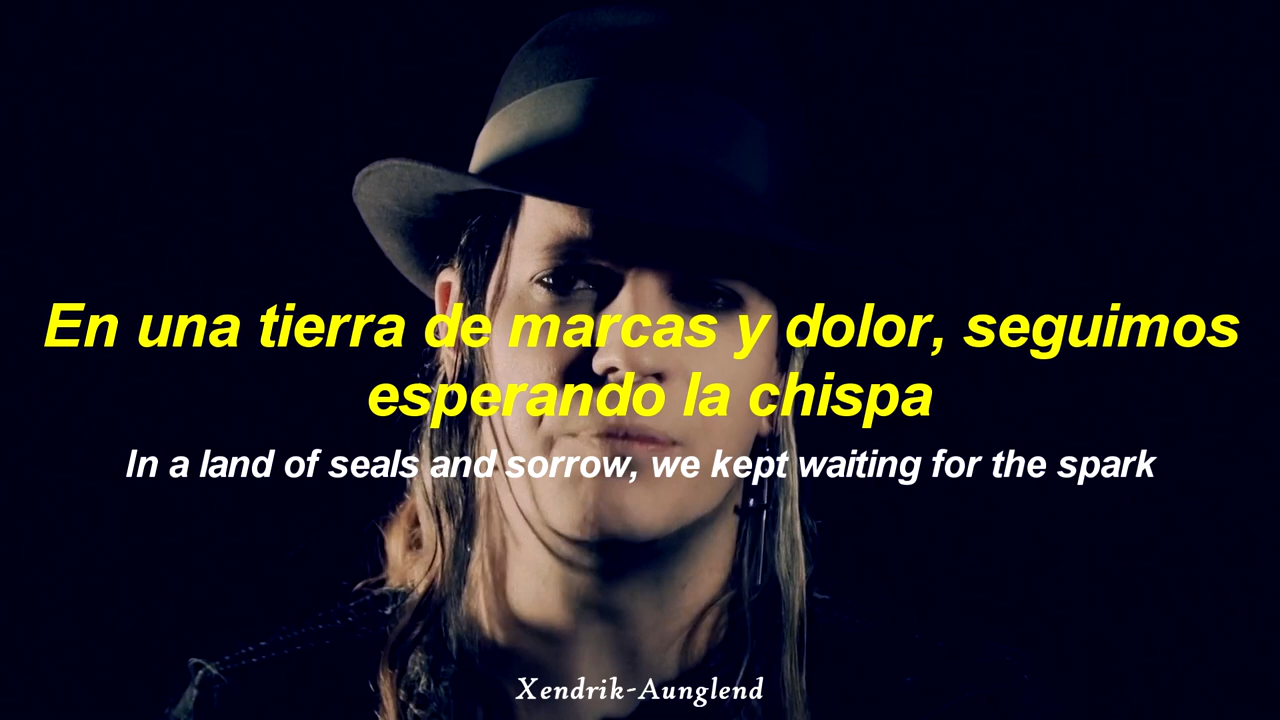 En una tierra de marcas y dolor, seguimos
esperando la chispa
In a land of seals and sorrow, we kept waiting for the spark
Xendrik-Aunglend